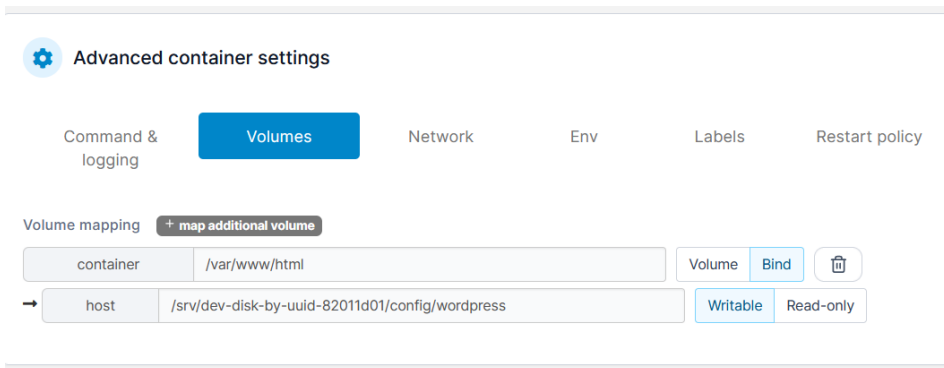 Advanced container settings
Command & logging
Volumes
Network
Env
Labels
Restart policy
Volume mapping
+ map additional volume
container /var/www/html Volume Bind
host /srv/dev-disk-by-uuid-82011d01/config/wordpress Writable Read-only